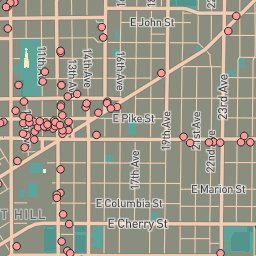 E John St
11th Ave
13th Ave
14th Ave
16th Ave
E Pike St
17th Ave
19th Ave
21st Ave
22nd Ave
23rd Ave
E Marion St
E Columbia St
T HILL
E Cherry St